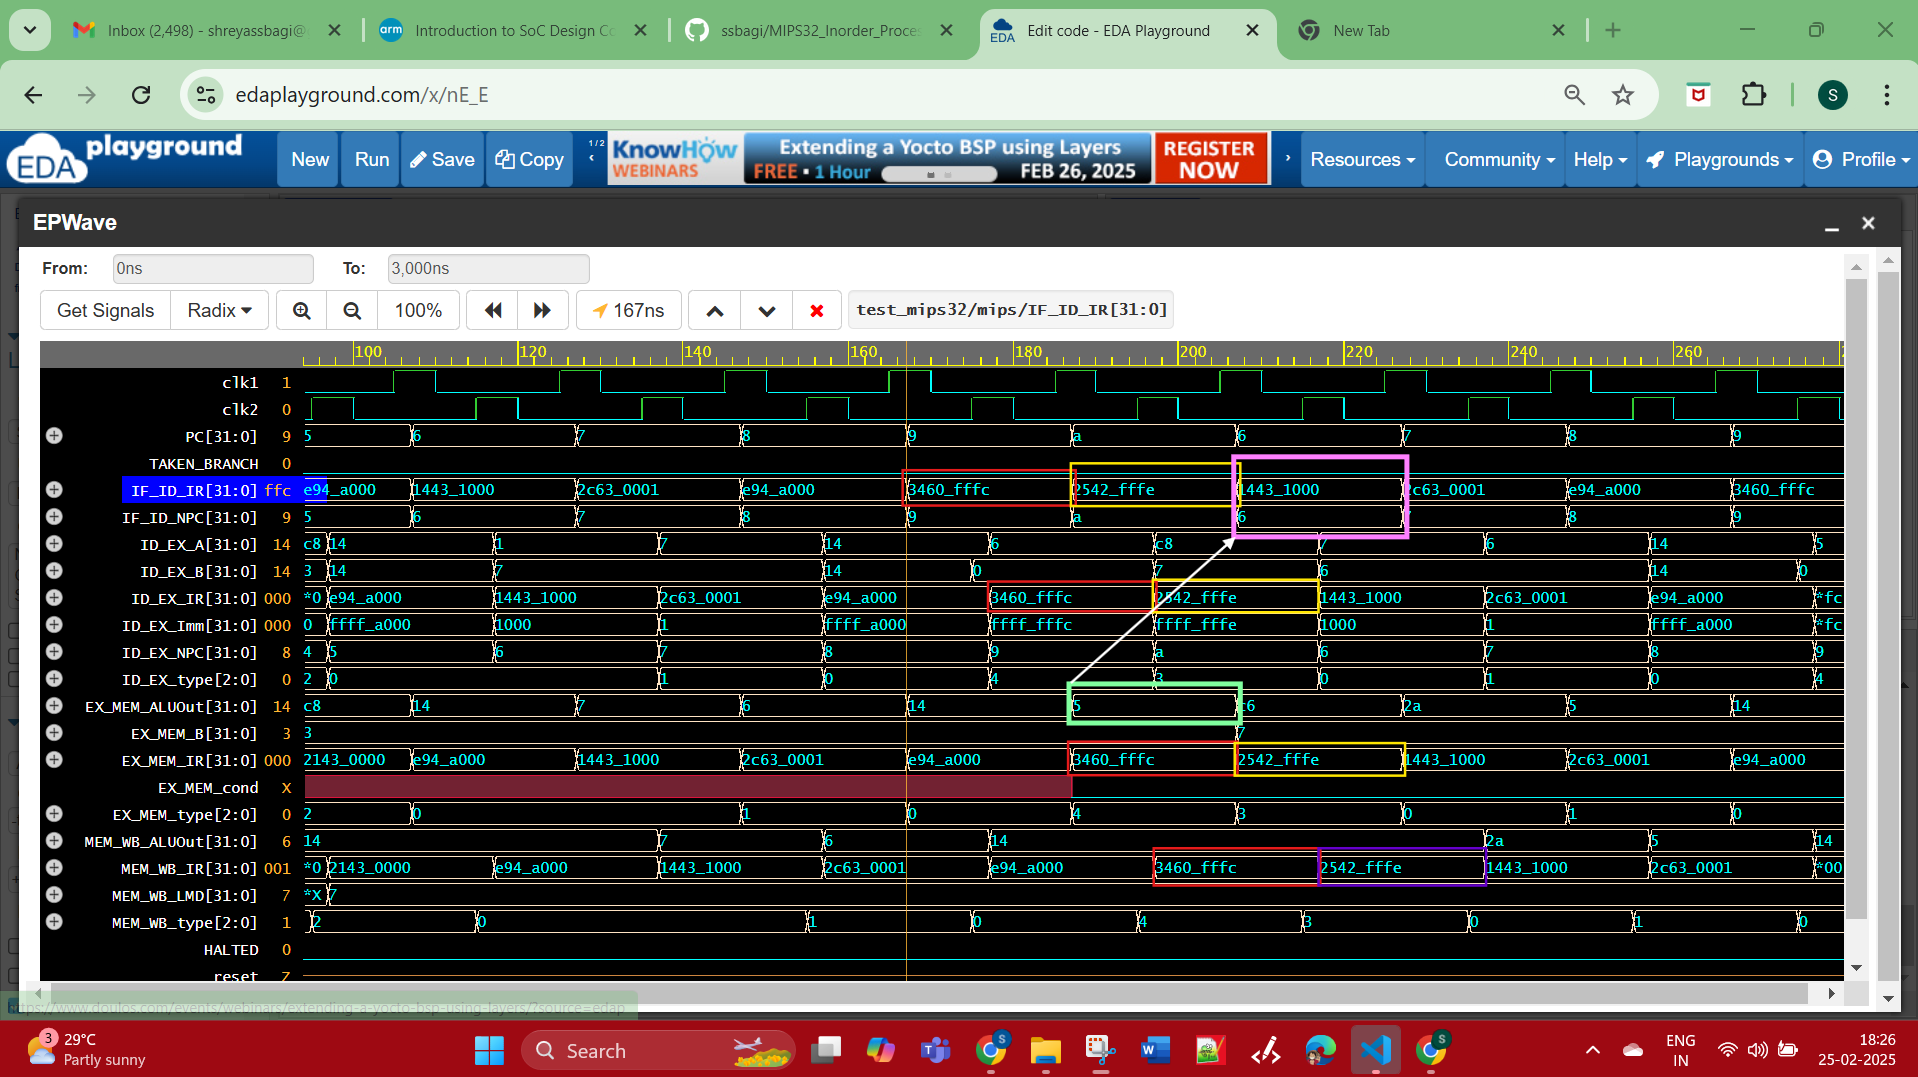 Inbox (2,498) - shreyassbagi@
Introduction to SoC Design Co
ssbagi/MIPS32_Inorder_Proces
Edit code - EDA Playground
New Tab
edaplayground.com/x/nE_E
S
EDA playground
New
Run
Save
Copy
1 / 2
KnowHow WEBINARS
Extending a Yocto BSP using Layers
FREE • 1 Hour
FEB 26, 2025
REGISTER NOW
Resources
Community
Help
Playgrounds
Profile
EPWave
From:
0ns
To:
3,000ns
Get Signals
Radix
100%
167ns
test_mips32/mips/IF_ID_IR[31:0]
100 120 140 160 180 200 220 240 260
clk1 1
clk2 0
PC[31:0] 9 5 6 7 8 9 a 6 7 8 9
TAKEN_BRANCH 0
IF_ID_IR[31:0] ffc e94_a000 1443_1000 2c63_0001 e94_a000 3460_fffc 2542_fffe 1443_1000 2c63_0001 e94_a000 3460_fffc
IF_ID_NPC[31:0] 9 5 6 7 8 9 a 6 7 8 9
ID_EX_A[31:0] 14 c8 14 1 7 14 6 c8 7 6 14 5
ID_EX_B[31:0] 14 3 14 7 14 0 7 6 14 0
ID_EX_IR[31:0] 000 *0 e94_a000 1443_1000 2c63_0001 e94_a000 3460_fffc 2542_fffe 1443_1000 2c63_0001 e94_a000 *fc
ID_EX_Imm[31:0] 000 0 ffff_a000 1000 1 ffff_a000 ffff_fffc ffff_fffe 1000 1 ffff_a000 *fc
ID_EX_NPC[31:0] 8 4 5 6 7 8 9 a 6 7 8 9
ID_EX_type[2:0] 0 2 0 1 0 4 3 0 1 0 4
EX_MEM_ALUOut[31:0] 14 c8 14 7 6 14 5 c6 2a 5 14
EX_MEM_B[31:0] 3 3 7
EX_MEM_IR[31:0] 000 2143_0000 e94_a000 1443_1000 2c63_0001 e94_a000 3460_fffc 2542_fffe 1443_1000 2c63_0001 e94_a000
EX_MEM_cond X
EX_MEM_type[2:0] 0 2 0 1 0 4 3 0 1 0
MEM_WB_ALUOut[31:0] 6 14 7 6 14 2a 5 14
MEM_WB_IR[31:0] 001 *0 2143_0000 e94_a000 1443_1000 2c63_0001 e94_a000 3460_fffc 2542_fffe 1443_1000 2c63_0001 *00
MEM_WB_LMD[31:0] 7 *X 7
MEM_WB_type[2:0] 1 2 0 1 0 4 3 0 1 0
HALTED 0
reset Z
https://www.doulos.com/events/webinars/extending-a-yocto-bsp-using-layers/?source=edap
3
29°C
Partly sunny
Search
ENG
IN
18:26
25-02-2025